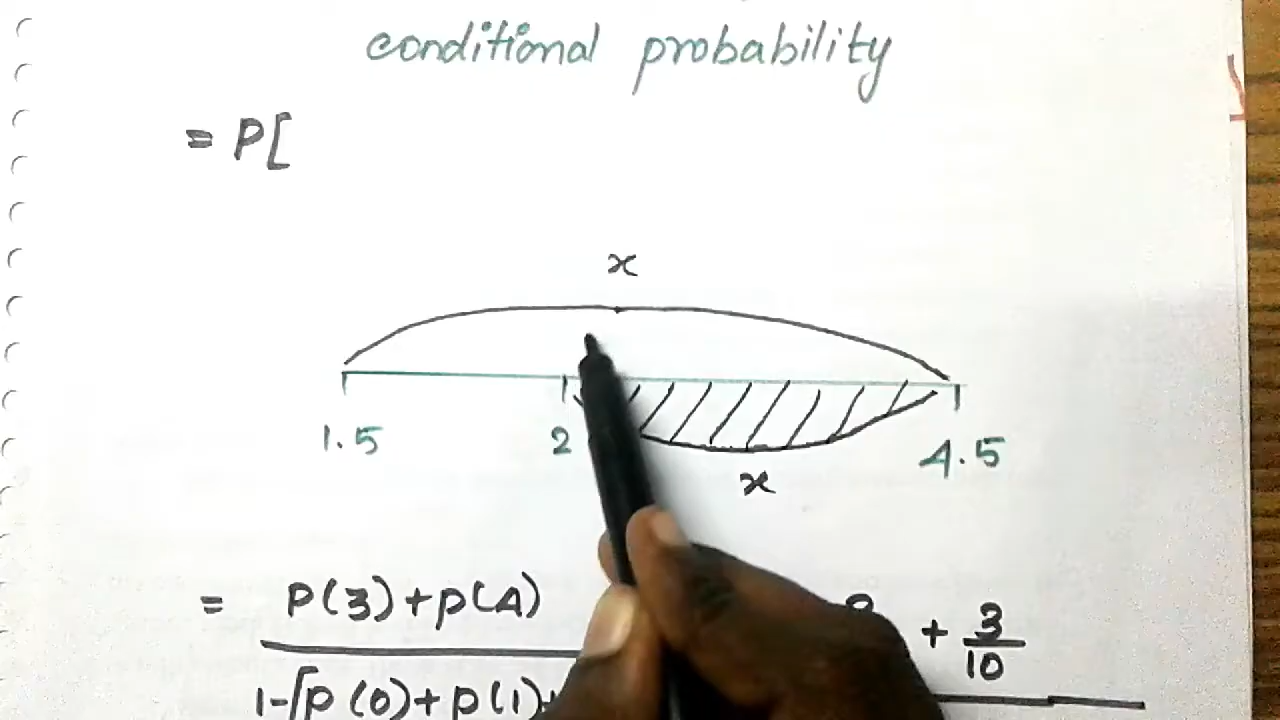 conditional probability
= P[
x
1.5 2 4.5
x
= P(3)+P(4) + 3/10
1-[P(0)+P(1)+